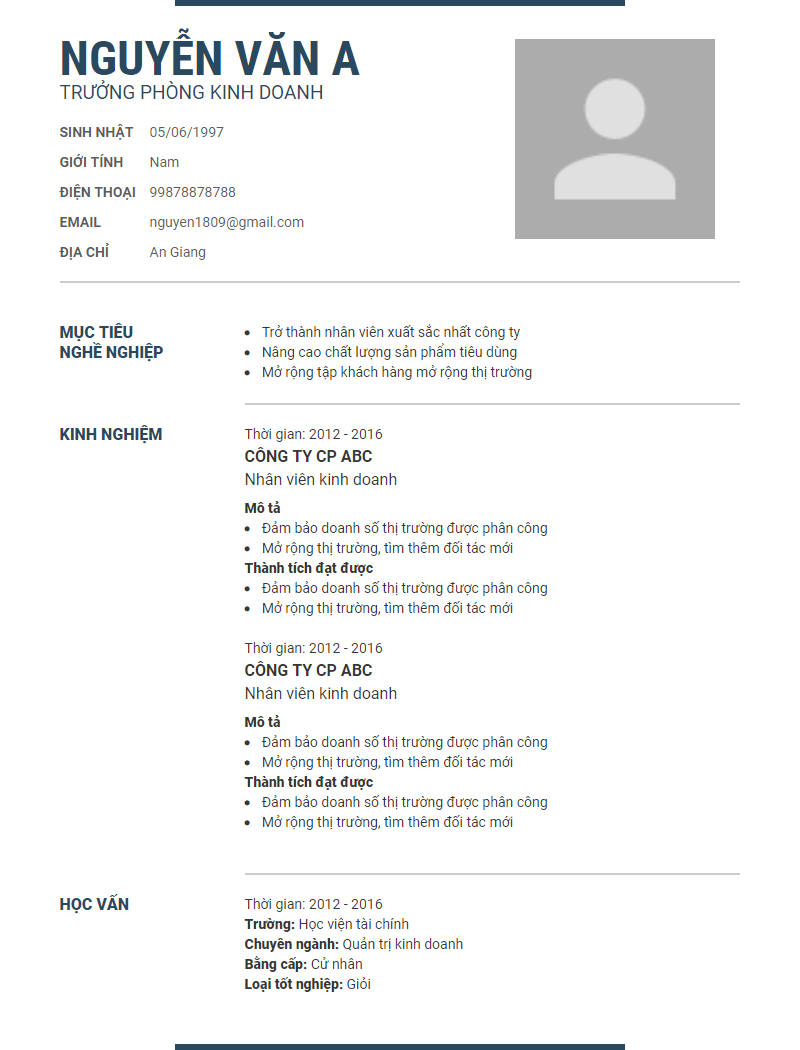 NGUYỄN VĂN A
TRƯỞNG PHÒNG KINH DOANH
SINH NHẬT 05/06/1997
GIỚI TÍNH Nam
ĐIỆN THOẠI 99878878788
EMAIL nguyen1809@gmail.com
ĐỊA CHỈ An Giang
MỤC TIÊU
NGHỀ NGHIỆP
• Trở thành nhân viên xuất sắc nhất công ty
• Nâng cao chất lượng sản phẩm tiêu dùng
• Mở rộng tập khách hàng mở rộng thị trường
KINH NGHIỆM
Thời gian: 2012 - 2016
CÔNG TY CP ABC
Nhân viên kinh doanh
Mô tả
• Đảm bảo doanh số thị trường được phân công
• Mở rộng thị trường, tìm thêm đối tác mới
Thành tích đạt được
• Đảm bảo doanh số thị trường được phân công
• Mở rộng thị trường, tìm thêm đối tác mới
Thời gian: 2012 - 2016
CÔNG TY CP ABC
Nhân viên kinh doanh
Mô tả
• Đảm bảo doanh số thị trường được phân công
• Mở rộng thị trường, tìm thêm đối tác mới
Thành tích đạt được
• Đảm bảo doanh số thị trường được phân công
• Mở rộng thị trường, tìm thêm đối tác mới
HỌC VẤN
Thời gian: 2012 - 2016
Trường: Học viện tài chính
Chuyên ngành: Quản trị kinh doanh
Bằng cấp: Cử nhân
Loại tốt nghiệp: Giỏi